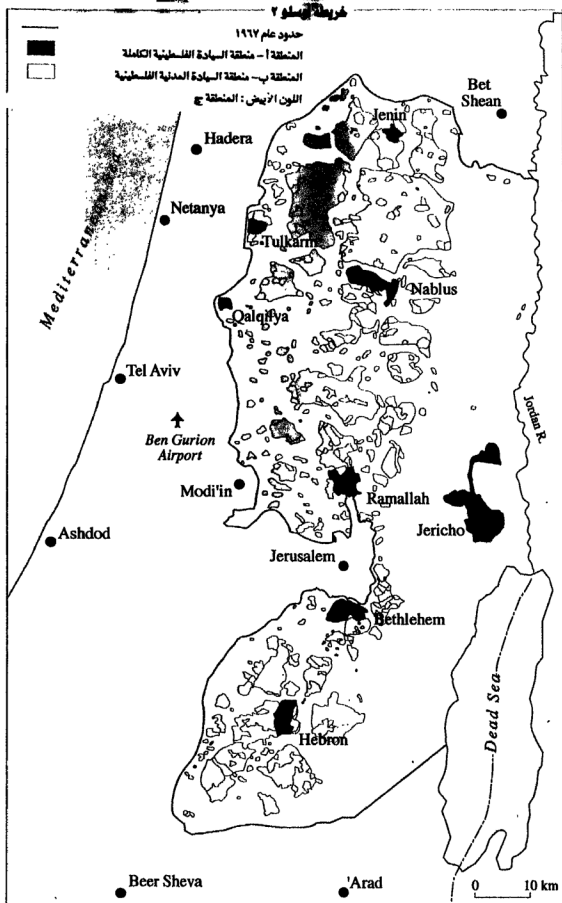 خريطة أوسلو ٢
حدود عام ١٩٦٧
المنطقة أ – منطقة السيادة الفلسطينية الكاملة
المنطقة ب – منطقة السيادة المدنية الفلسطينية
اللون الأبيض : المنطقة ج
Bet
Shean
Jenin
Hadera
Mediterranean
Netanya
Tulkarm
Nablus
Qalqilya
Tel Aviv
Jordan R.
Ben Gurion
Airport
Modi'in
Ramallah
Jericho
Ashdod
Jerusalem
Bethlehem
Dead Sea
Hebron
Beer Sheva
'Arad
0 10 km